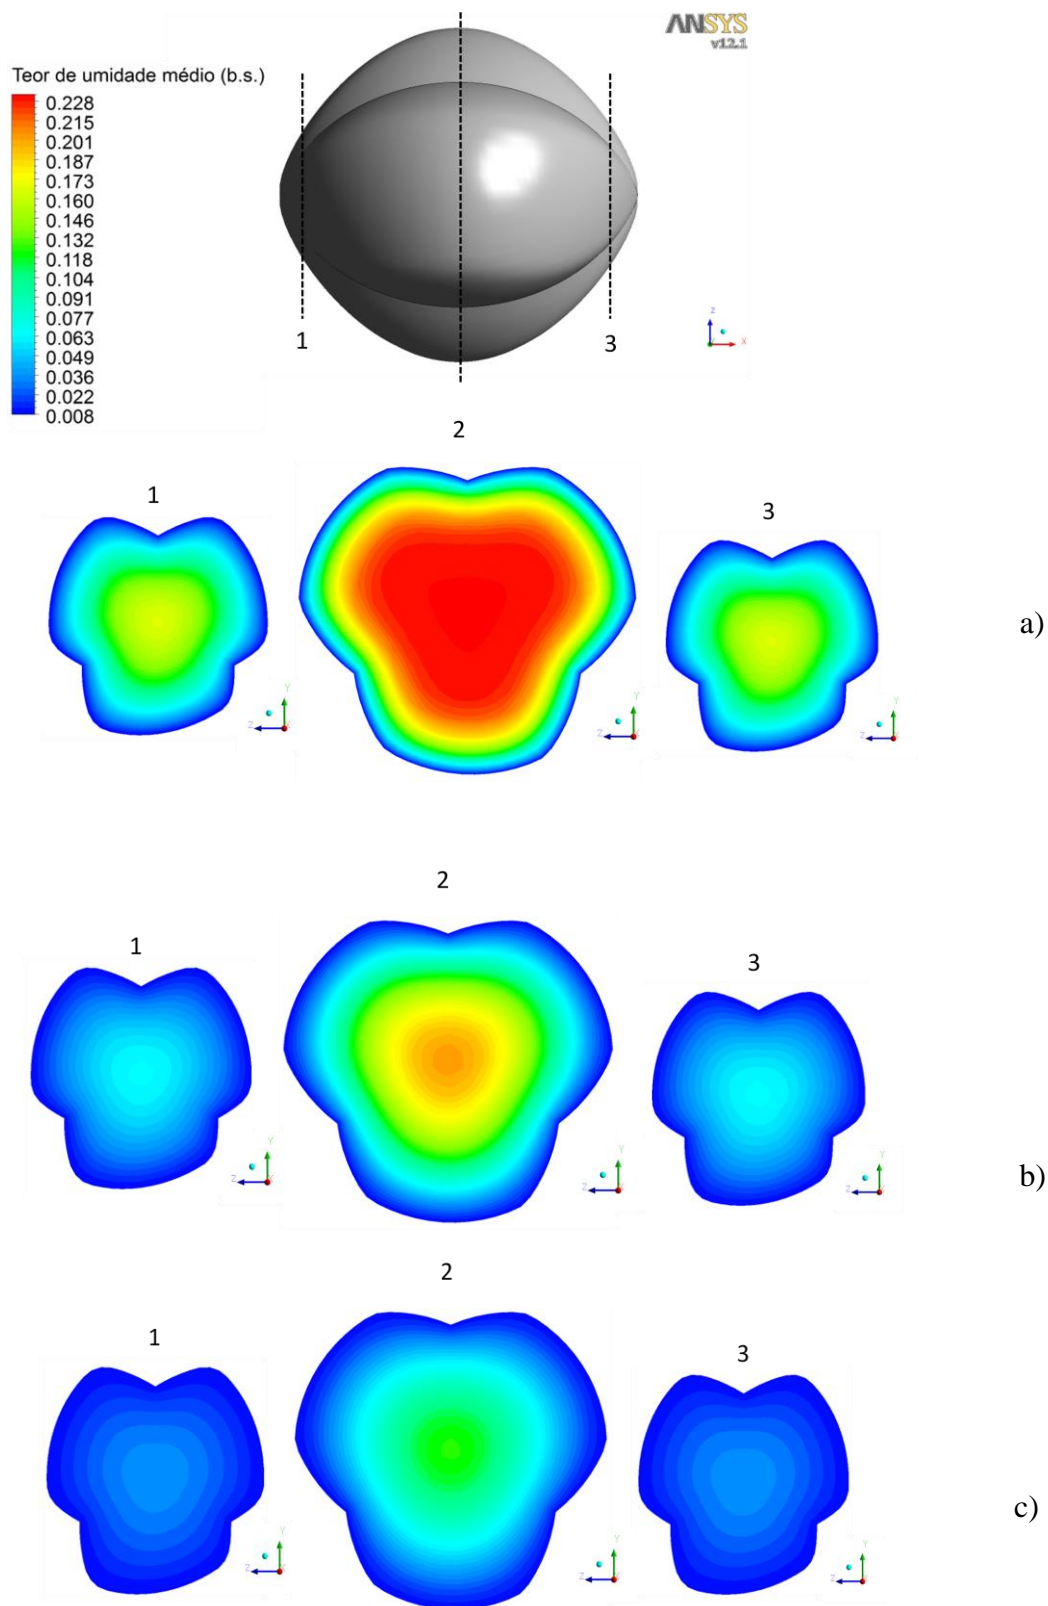 ANSYS
v12.1
Teor de umidade médio (b.s.)
0.228
0.215
0.201
0.187
0.173
0.160
0.146
0.132
0.118
0.104
0.091
0.077
0.063
0.049
0.036
0.022
0.008
1
3
Z
X
2
1
3
a)
Y
Z
Y
Z
Y
Z
2
1
3
b)
Y
Z
Y
Z
Y
Z
2
1
3
c)
Y
Z
Y
Z
Y
Z